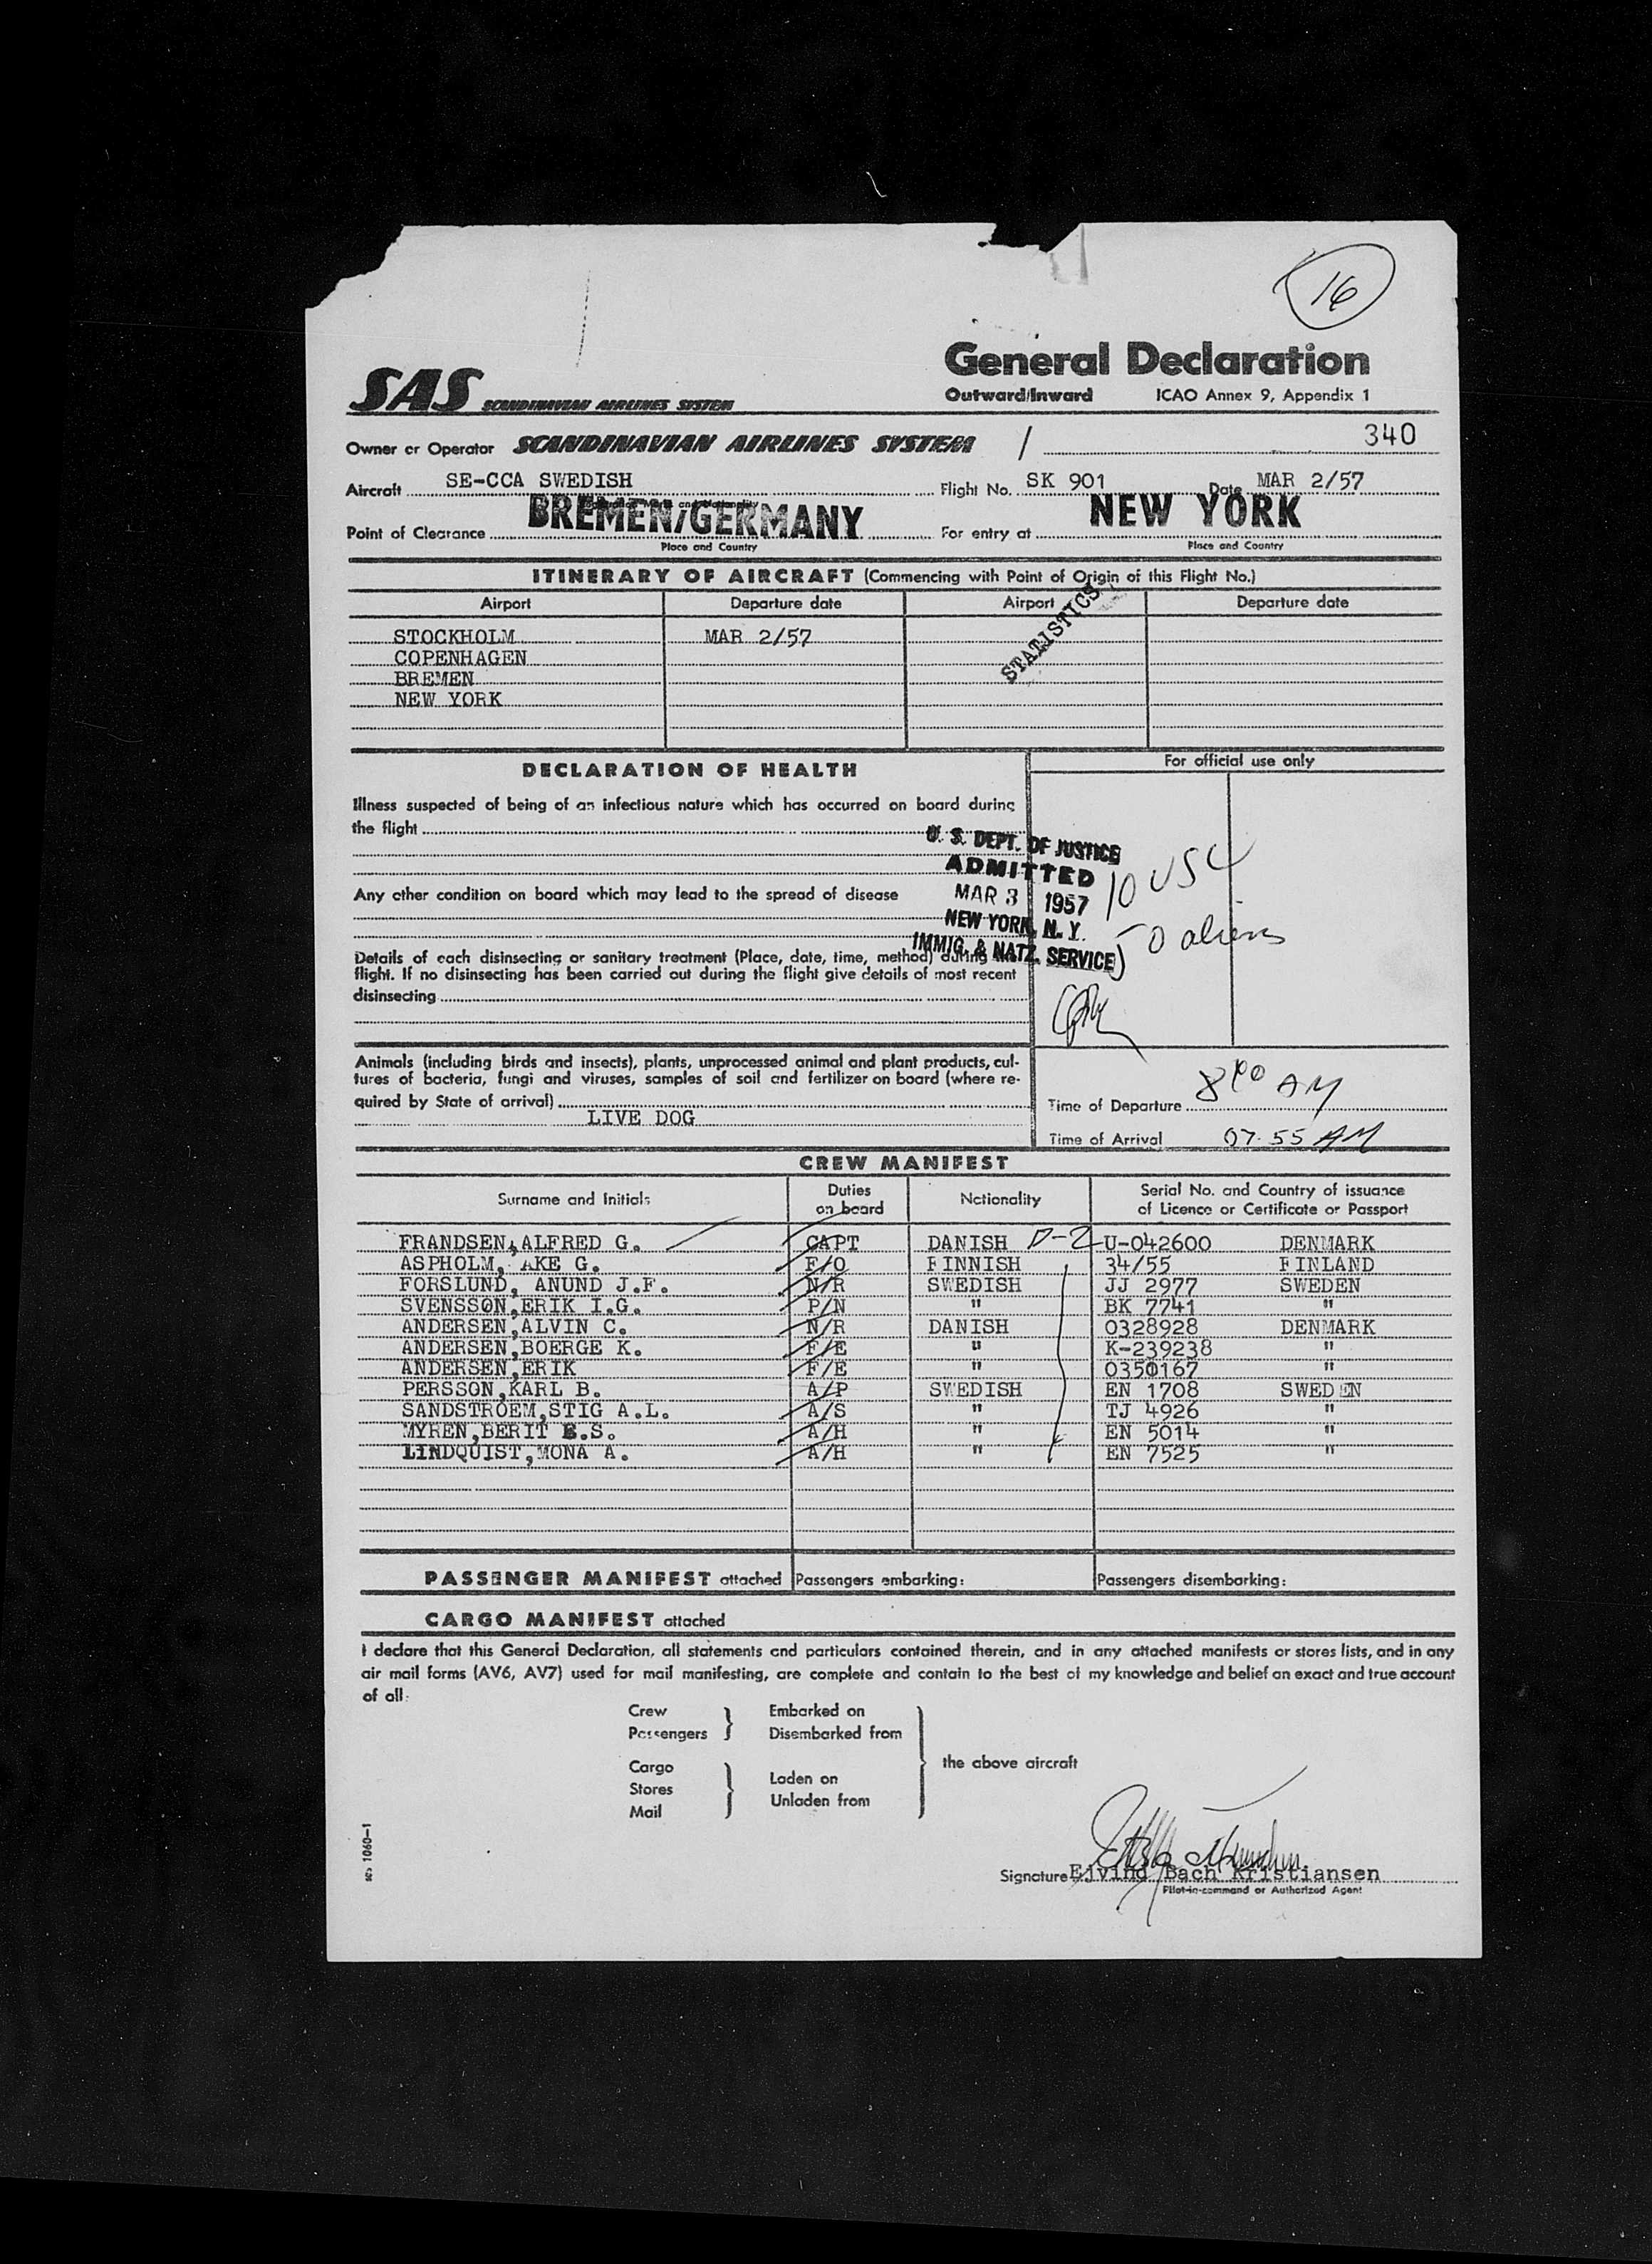 16
SAS SCANDINAVIAN AIRLINES SYSTEM
General Declaration
Outward/Inward ICAO Annex 9, Appendix 1
Owner or Operator SCANDINAVIAN AIRLINES SYSTEM / 340
Aircraft SE-CCA SWEDISH Flight No. SK 901 Date MAR 2/57
Point of Clearance BREMEN/GERMANY For entry at NEW YORK
Place and Country Place and Country
ITINERARY OF AIRCRAFT (Commencing with Point of Origin of this Flight No.)
Airport Departure date Airport Departure date
STATISTICS
STOCKHOLM MAR 2/57
COPENHAGEN
BREMEN
NEW YORK
DECLARATION OF HEALTH
For official use only
Illness suspected of being of an infectious nature which has occurred on board during
the flight
Any other condition on board which may lead to the spread of disease
U. S. DEPT. OF JUSTICE
ADMITTED
MAR 3 1957
NEW YORK, N. Y.
IMMIG. & NATZ. SERVICE
10 USC
50 aliens
Details of each disinsecting or sanitary treatment (Place, date, time, method) during the
flight. If no disinsecting has been carried out during the flight give details of most recent
disinsecting
Animals (including birds and insects), plants, unprocessed animal and plant products, cul-
tures of bacteria, fungi and viruses, samples of soil and fertilizer on board (where re-
quired by State of arrival)
LIVE DOG
Time of Departure 8 10 AM
Time of Arrival 07.55 AM
CREW MANIFEST
Surname and Initials Duties on board Nationality Serial No. and Country of issuance of Licence or Certificate or Passport
FRANDSEN, ALFRED G. CAPT DANISH D-2 U-042600 DENMARK
ASPHOLM, AKE G. F/O FINNISH 34/55 FINLAND
FORSLUND, ANUND J.F. N/R SWEDISH JJ 2977 SWEDEN
SVENSSON,ERIK I.G. P/N " BK 7741 "
ANDERSEN,ALVIN C. N/R DANISH 0328928 DENMARK
ANDERSEN,BOERGE K. F/E " K-239238 "
ANDERSEN,ERIK F/E " 0350167 "
PERSSON,KARL B. A/P SWEDISH EN 1708 SWEDEN
SANDSTROEM,STIG A.L. A/S " TJ 4926 "
MYREN,BERIT E.S. A/H " EN 5014 "
LINDQUIST,MONA A. A/H " EN 7525 "
PASSENGER MANIFEST attached Passengers embarking: Passengers disembarking:
CARGO MANIFEST attached
I declare that this General Declaration, all statements and particulars contained therein, and in any attached manifests or stores lists, and in any
air mail forms (AV6, AV7) used for mail manifesting, are complete and contain to the best of my knowledge and belief an exact and true account
of all:
Crew Embarked on
Passengers Disembarked from
the above aircraft
Cargo
Stores Laden on
Mail Unladen from
Signature Ejvind Bach Kristiansen
Pilot-in-command or Authorized Agent
1060-1